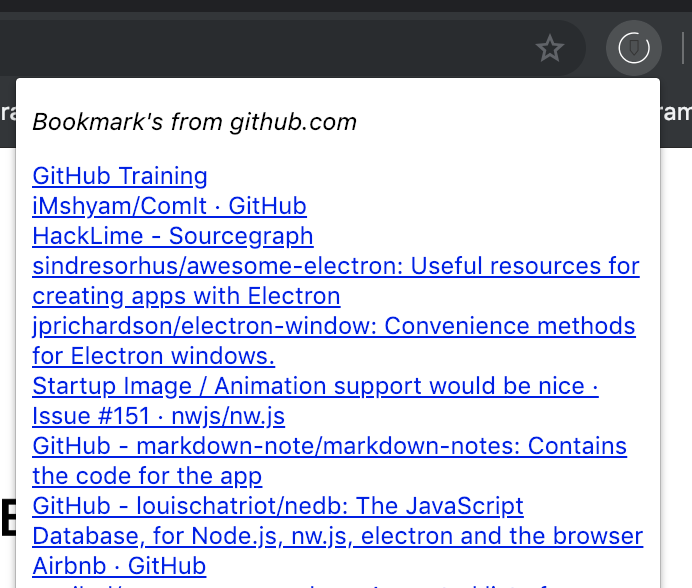 Bookmark's from github.com
GitHub Training
iMshyam/ComIt · GitHub
HackLime - Sourcegraph
sindresorhus/awesome-electron: Useful resources for
creating apps with Electron
jprichardson/electron-window: Convenience methods
for Electron windows.
Startup Image / Animation support would be nice ·
Issue #151 · nwjs/nw.js
GitHub - markdown-note/markdown-notes: Contains
the code for the app
GitHub - louischatriot/nedb: The JavaScript
Database, for Node.js, nw.js, electron and the browser
Airbnb · GitHub